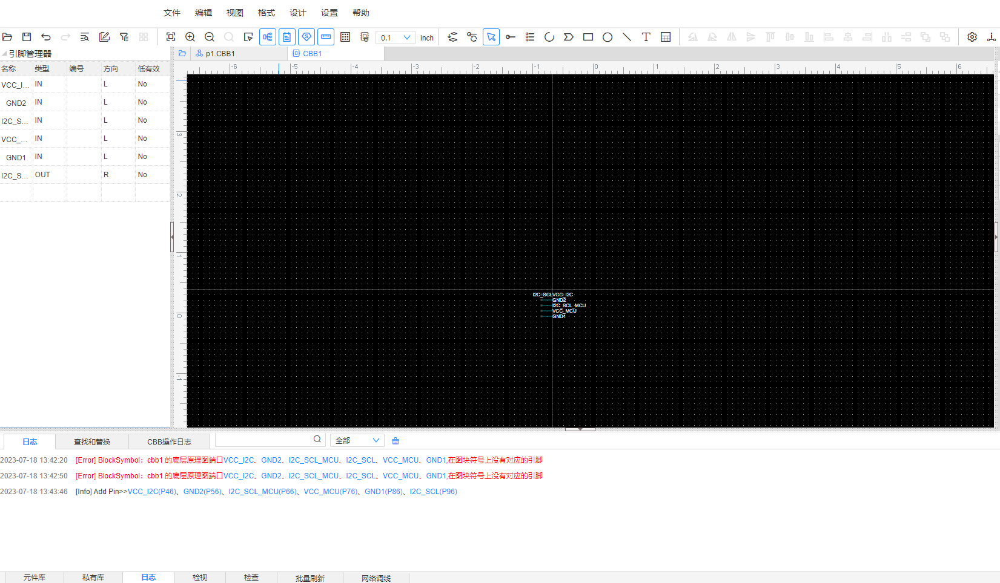 文件 编辑 视图 格式 设计 设置 帮助
0.1 inch
引脚管理器
p1.CBB1 CBB1
名称 类型 编号 方向 低有效
-6 -5 -4 -3 -2 -1 0 1 2 3 4 5 6
VCC_I... IN L No
GND2 IN L No
I2C_S... IN L No
VCC_... IN L No
GND1 IN L No
I2C_S... OUT R No
3
2
1
0
-1
I2C_SCLVCC_I2C
GND2
I2C_SCL_MCU
VCC_MCU
GND1
日志 查找和替换 CBB操作日志 全部
2023-07-18 13:42:20 [Error] BlockSymbol：cbb1 的底层原理图端口VCC_I2C、GND2、I2C_SCL_MCU、I2C_SCL、VCC_MCU、GND1,在图块符号上没有对应的引脚
2023-07-18 13:42:50 [Error] BlockSymbol：cbb1 的底层原理图端口VCC_I2C、GND2、I2C_SCL_MCU、I2C_SCL、VCC_MCU、GND1,在图块符号上没有对应的引脚
2023-07-18 13:43:46 [Info] Add Pin>>VCC_I2C(P46)、GND2(P56)、I2C_SCL_MCU(P66)、VCC_MCU(P76)、GND1(P86)、I2C_SCL(P96)
元件库 私有库 日志 检视 检查 批量刷新 网络调线